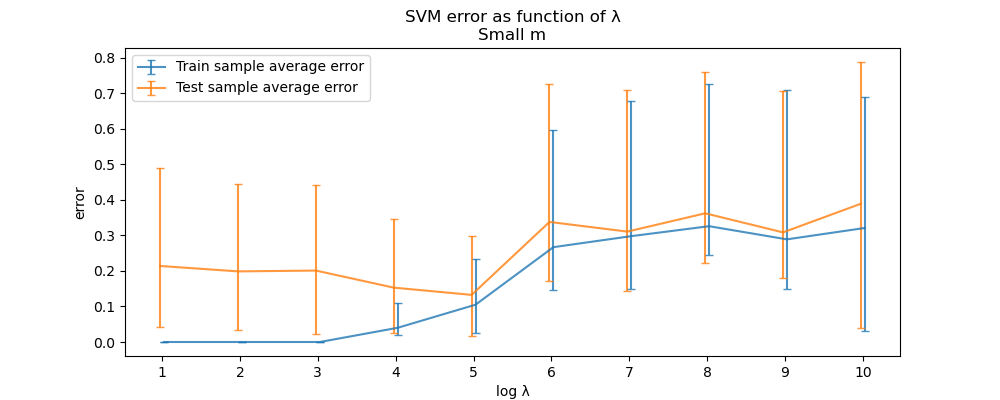 SVM error as function of λ
Small m
Train sample average error
Test sample average error
0.8
0.7
0.6
0.5
0.4
0.3
0.2
0.1
0.0
error
1 2 3 4 5 6 7 8 9 10
log λ